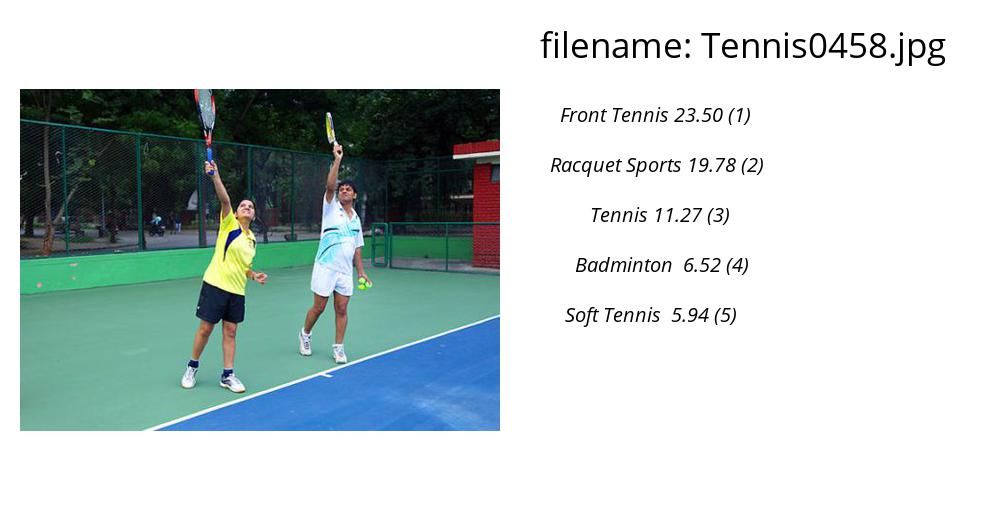 filename: Tennis0458.jpg
Front Tennis 23.50 (1)
Racquet Sports 19.78 (2)
Tennis 11.27 (3)
Badminton 6.52 (4)
Soft Tennis 5.94 (5)